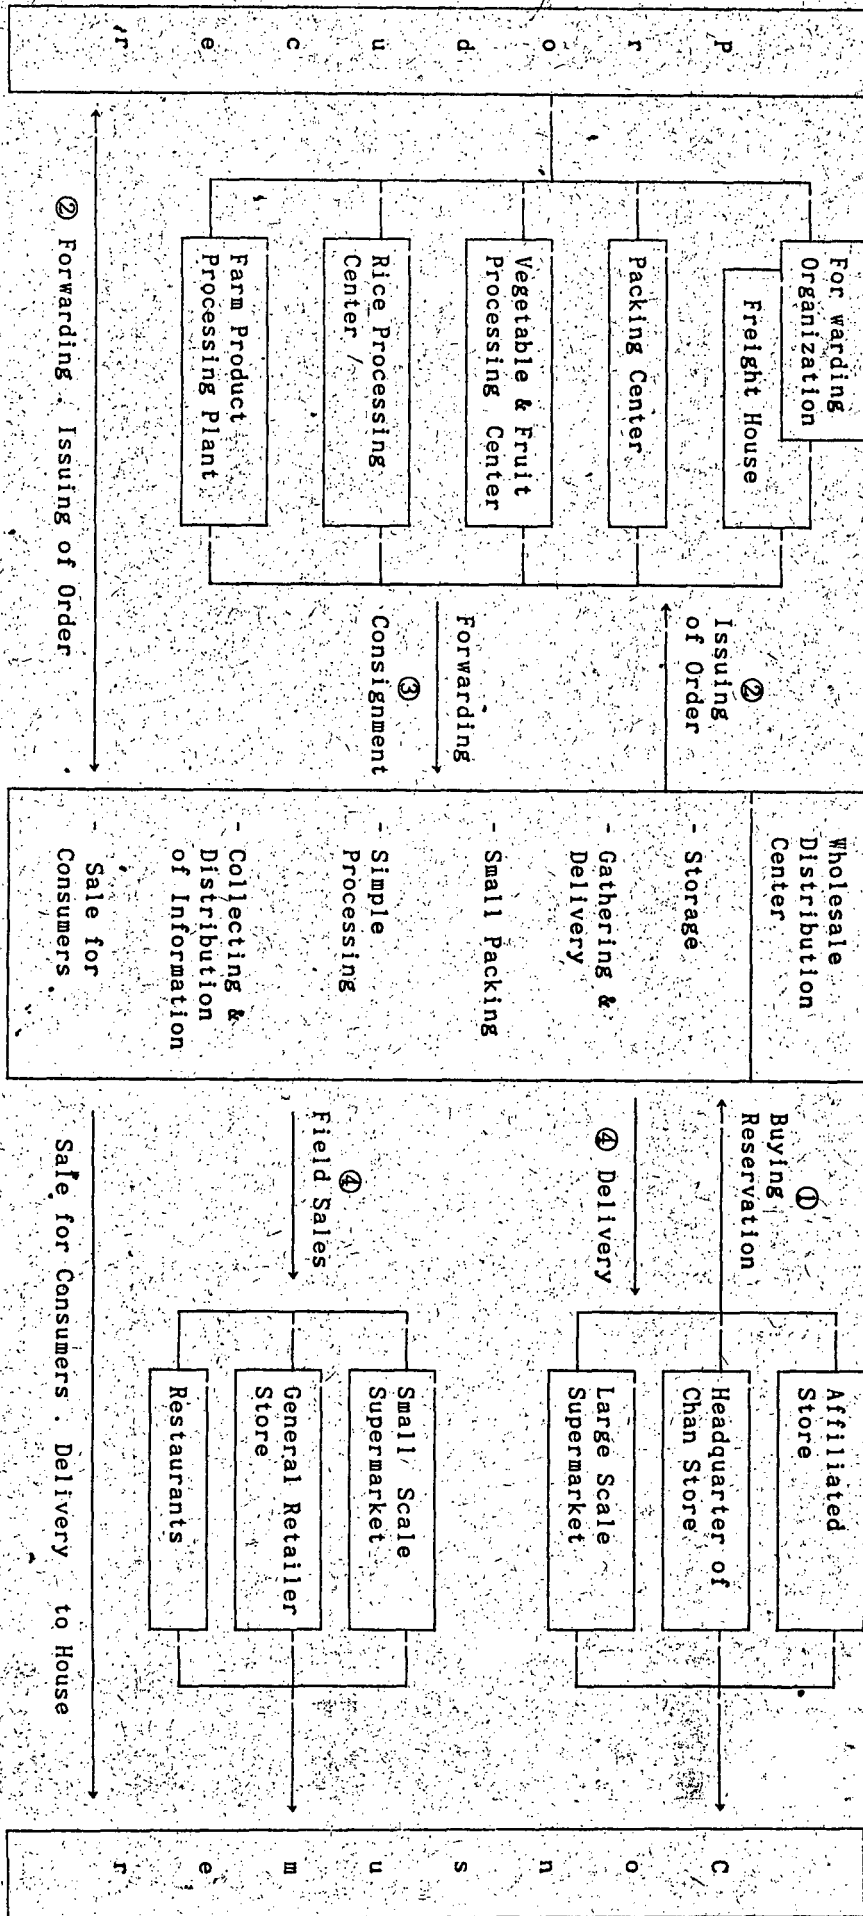 Producer
For warding
Organization
Freight House
Packing Center
Vegetable & Fruit
Processing Center
Rice Processing
Center /
Farm Product
Processing Plant
②
Issuing
of Order
Forwarding
③
Consignment
② Forwarding . Issuing of Order
Wholesale
Distribution
Center
- Storage
- Gathering &
Delivery
- Small Packing
- Simple
Processing
- Collecting &
Distribution
of Information
- Sale for
Consumers
①
Buying
Reservation
④ Delivery
④
Field Sales
Sale for Consumers . Delivery to House
Affiliated
Store
Headquarter of
Chan Store
Large Scale
Supermarket
Small Scale
Supermarket
General Retailer
Store
Restaurants
Consumer